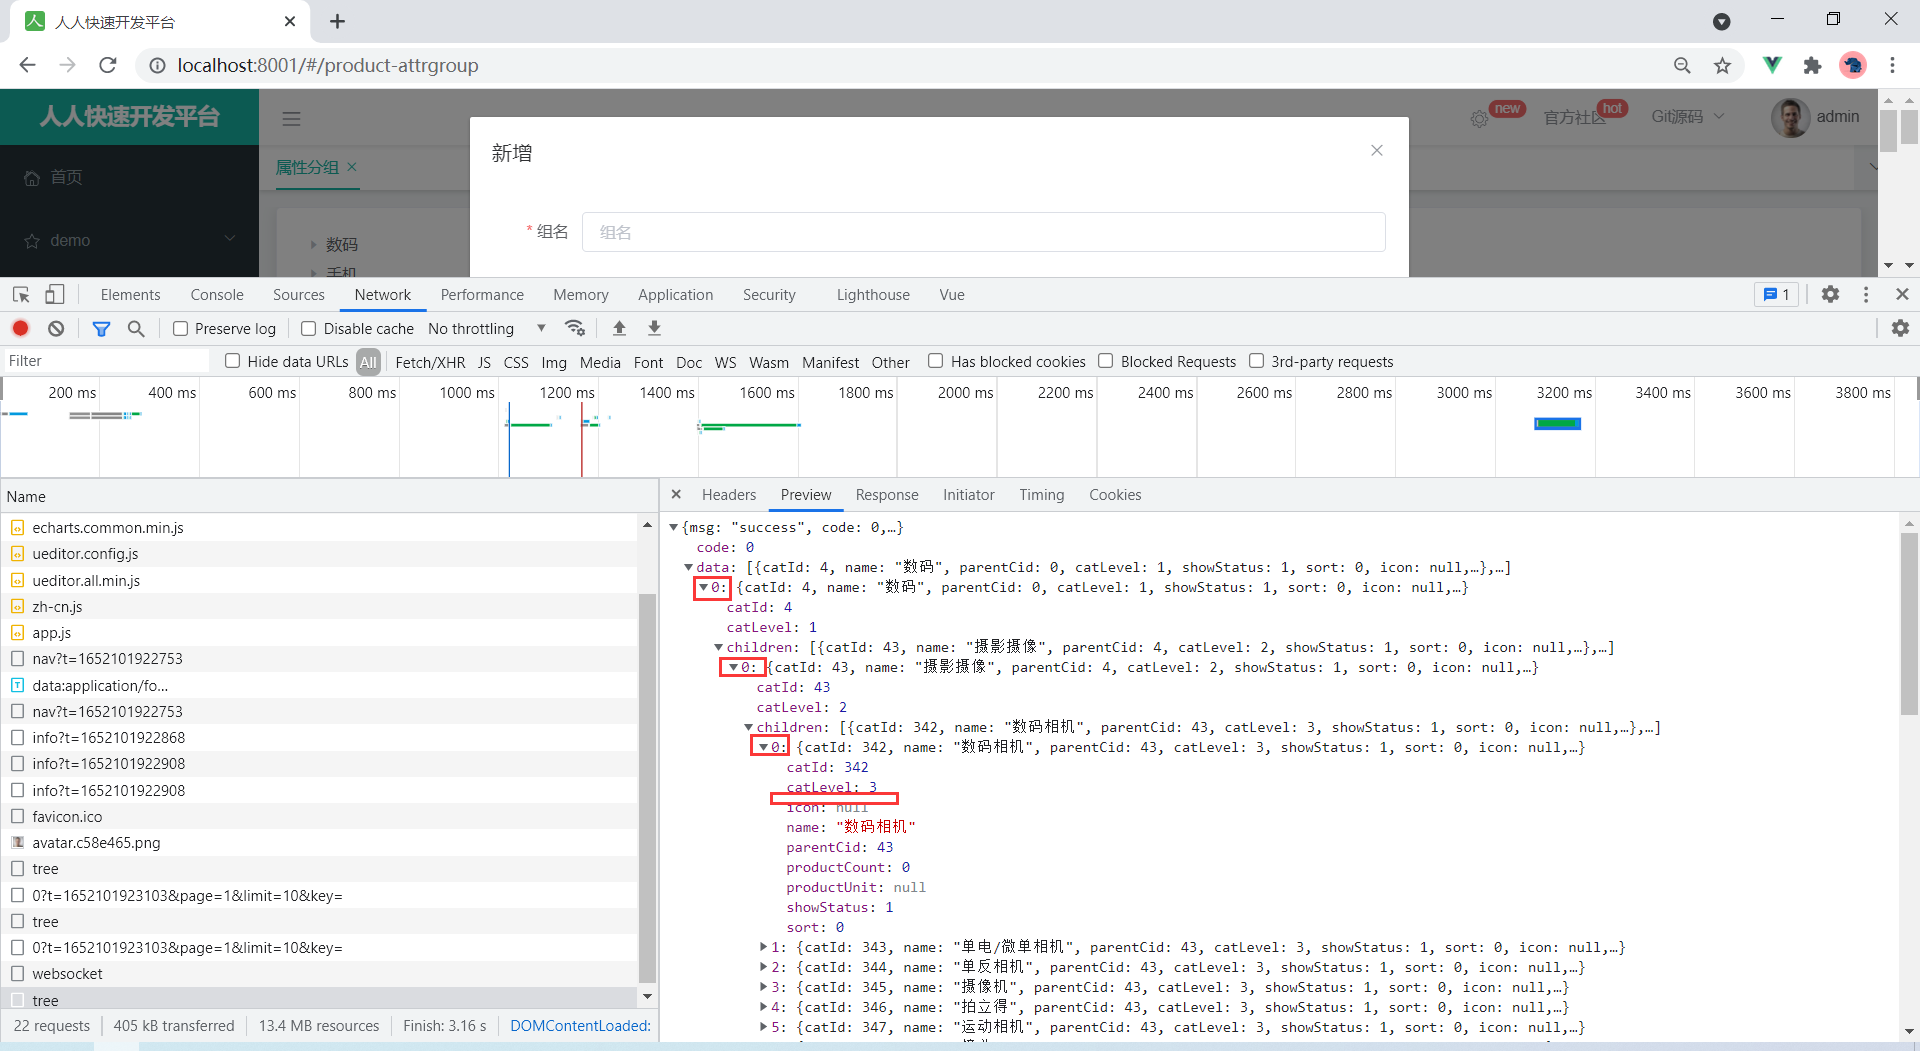 人人快速开发平台
localhost:8001/#/product-attrgroup
人人快速开发平台
new
官方社区
hot
Git源码
admin
首页
属性分组
新增
demo
数码
手机
* 组名
组名
Elements Console Sources Network Performance Memory Application Security Lighthouse Vue 1
Preserve log Disable cache No throttling
Filter Hide data URLs All Fetch/XHR JS CSS Img Media Font Doc WS Wasm Manifest Other Has blocked cookies Blocked Requests 3rd-party requests
200 ms 400 ms 600 ms 800 ms 1000 ms 1200 ms 1400 ms 1600 ms 1800 ms 2000 ms 2200 ms 2400 ms 2600 ms 2800 ms 3000 ms 3200 ms 3400 ms 3600 ms 3800 ms
Name
echarts.common.min.js
ueditor.config.js
ueditor.all.min.js
zh-cn.js
app.js
nav?t=1652101922753
data:application/fo...
nav?t=1652101922753
info?t=1652101922868
info?t=1652101922908
info?t=1652101922908
favicon.ico
avatar.c58e465.png
tree
0?t=1652101923103&page=1&limit=10&key=
tree
0?t=1652101923103&page=1&limit=10&key=
websocket
tree
22 requests 405 kB transferred 13.4 MB resources Finish: 3.16 s DOMContentLoaded:
Headers Preview Response Initiator Timing Cookies
{msg: "success", code: 0,…}
code: 0
data: [{catId: 4, name: "数码", parentCid: 0, catLevel: 1, showStatus: 1, sort: 0, icon: null,…},…]
0: {catId: 4, name: "数码", parentCid: 0, catLevel: 1, showStatus: 1, sort: 0, icon: null,…}
catId: 4
catLevel: 1
children: [{catId: 43, name: "摄影摄像", parentCid: 4, catLevel: 2, showStatus: 1, sort: 0, icon: null,…},…]
0: {catId: 43, name: "摄影摄像", parentCid: 4, catLevel: 2, showStatus: 1, sort: 0, icon: null,…}
catId: 43
catLevel: 2
children: [{catId: 342, name: "数码相机", parentCid: 43, catLevel: 3, showStatus: 1, sort: 0, icon: null,…},…]
0: {catId: 342, name: "数码相机", parentCid: 43, catLevel: 3, showStatus: 1, sort: 0, icon: null,…}
catId: 342
catLevel: 3
icon: null
name: "数码相机"
parentCid: 43
productCount: 0
productUnit: null
showStatus: 1
sort: 0
1: {catId: 343, name: "单电/微单相机", parentCid: 43, catLevel: 3, showStatus: 1, sort: 0, icon: null,…}
2: {catId: 344, name: "单反相机", parentCid: 43, catLevel: 3, showStatus: 1, sort: 0, icon: null,…}
3: {catId: 345, name: "摄像机", parentCid: 43, catLevel: 3, showStatus: 1, sort: 0, icon: null,…}
4: {catId: 346, name: "拍立得", parentCid: 43, catLevel: 3, showStatus: 1, sort: 0, icon: null,…}
5: {catId: 347, name: "运动相机", parentCid: 43, catLevel: 3, showStatus: 1, sort: 0, icon: null,…}